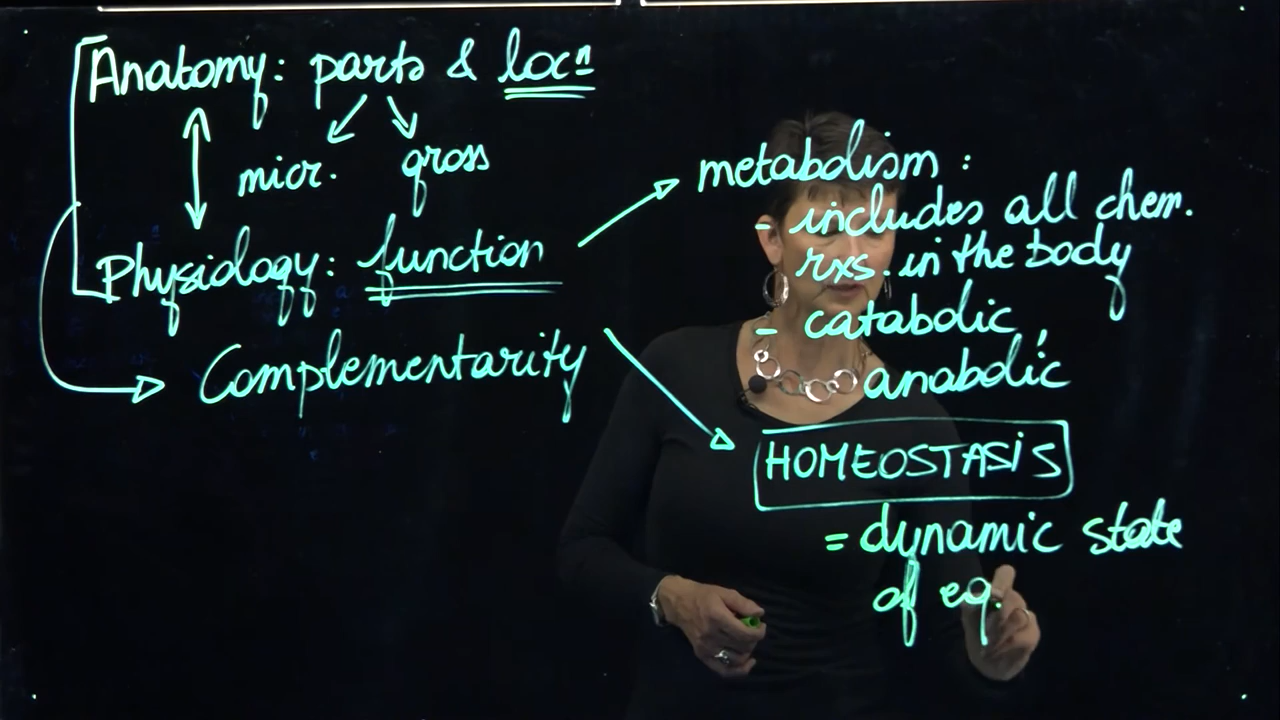 Anatomy: parts & locⁿ
micr. gross
Physiology: function
Complementarity
metabolism:
- includes all chem.
rxs. in the body
- catabolic,
anabolic
HOMEOSTASIS
= dynamic state
of eq.